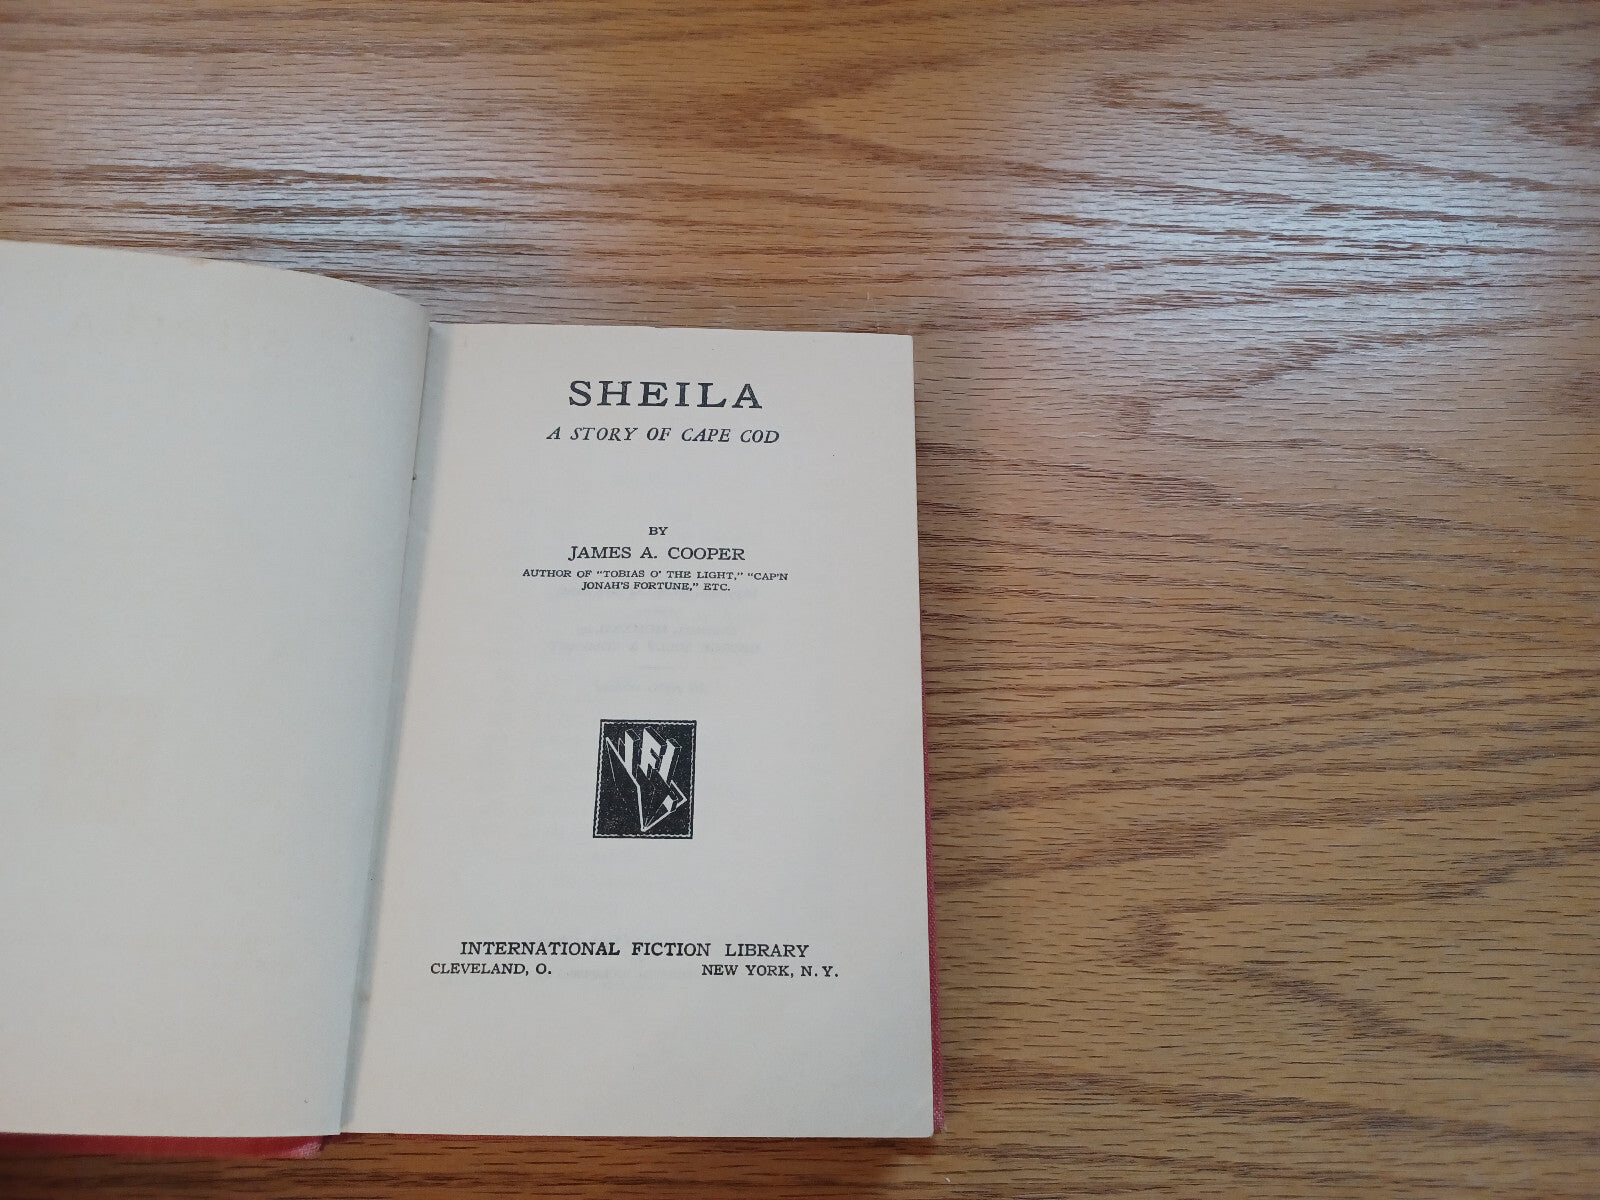 SHEILA
A STORY OF CAPE COD
BY
JAMES A. COOPER
AUTHOR OF "TOBIAS O' THE LIGHT," "CAP'N
JONAH'S FORTUNE," ETC.
IFL
INTERNATIONAL FICTION LIBRARY
CLEVELAND, O. NEW YORK, N. Y.